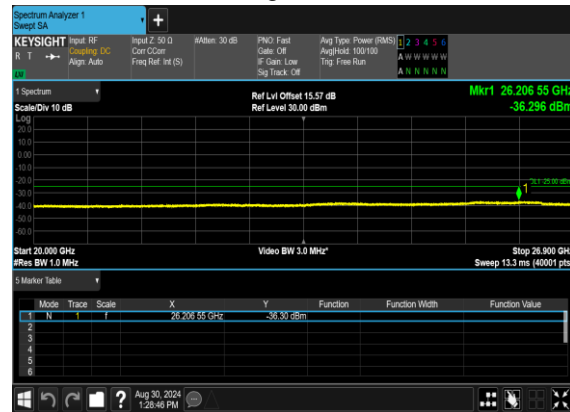 Spectrum Analyzer 1
Swept SA
KEYSIGHT Input: RF Input Z: 50 Ω #Atten: 30 dB PNO: Fast Avg Type: Power (RMS) 1 2 3 4 5 6
R T Coupling: DC Corr CCorr Gate: Off Avg|Hold: 100/100 A W W W W W
Align: Auto Freq Ref: Int (S) IF Gain: Low Trig: Free Run
Sig Track: Off A N N N N N
1 Spectrum Ref Lvl Offset 15.57 dB Mkr1 26.206 55 GHz
Scale/Div 10 dB Ref Level 30.00 dBm -36.296 dBm
Log
20.0
10.0
0.00
-10.0
-20.0 DL1 -25.00 dBm
-30.0 1
-40.0
-50.0
-60.0
Start 20.000 GHz Video BW 3.0 MHz* Stop 26.900 GHz
#Res BW 1.0 MHz Sweep 13.3 ms (40001 pts)
5 Marker Table
Mode Trace Scale X Y Function Function Width Function Value
1 N 1 f 26.206 55 GHz -36.30 dBm
2
3
4
5
6
? Aug 30, 2024
1:28:46 PM